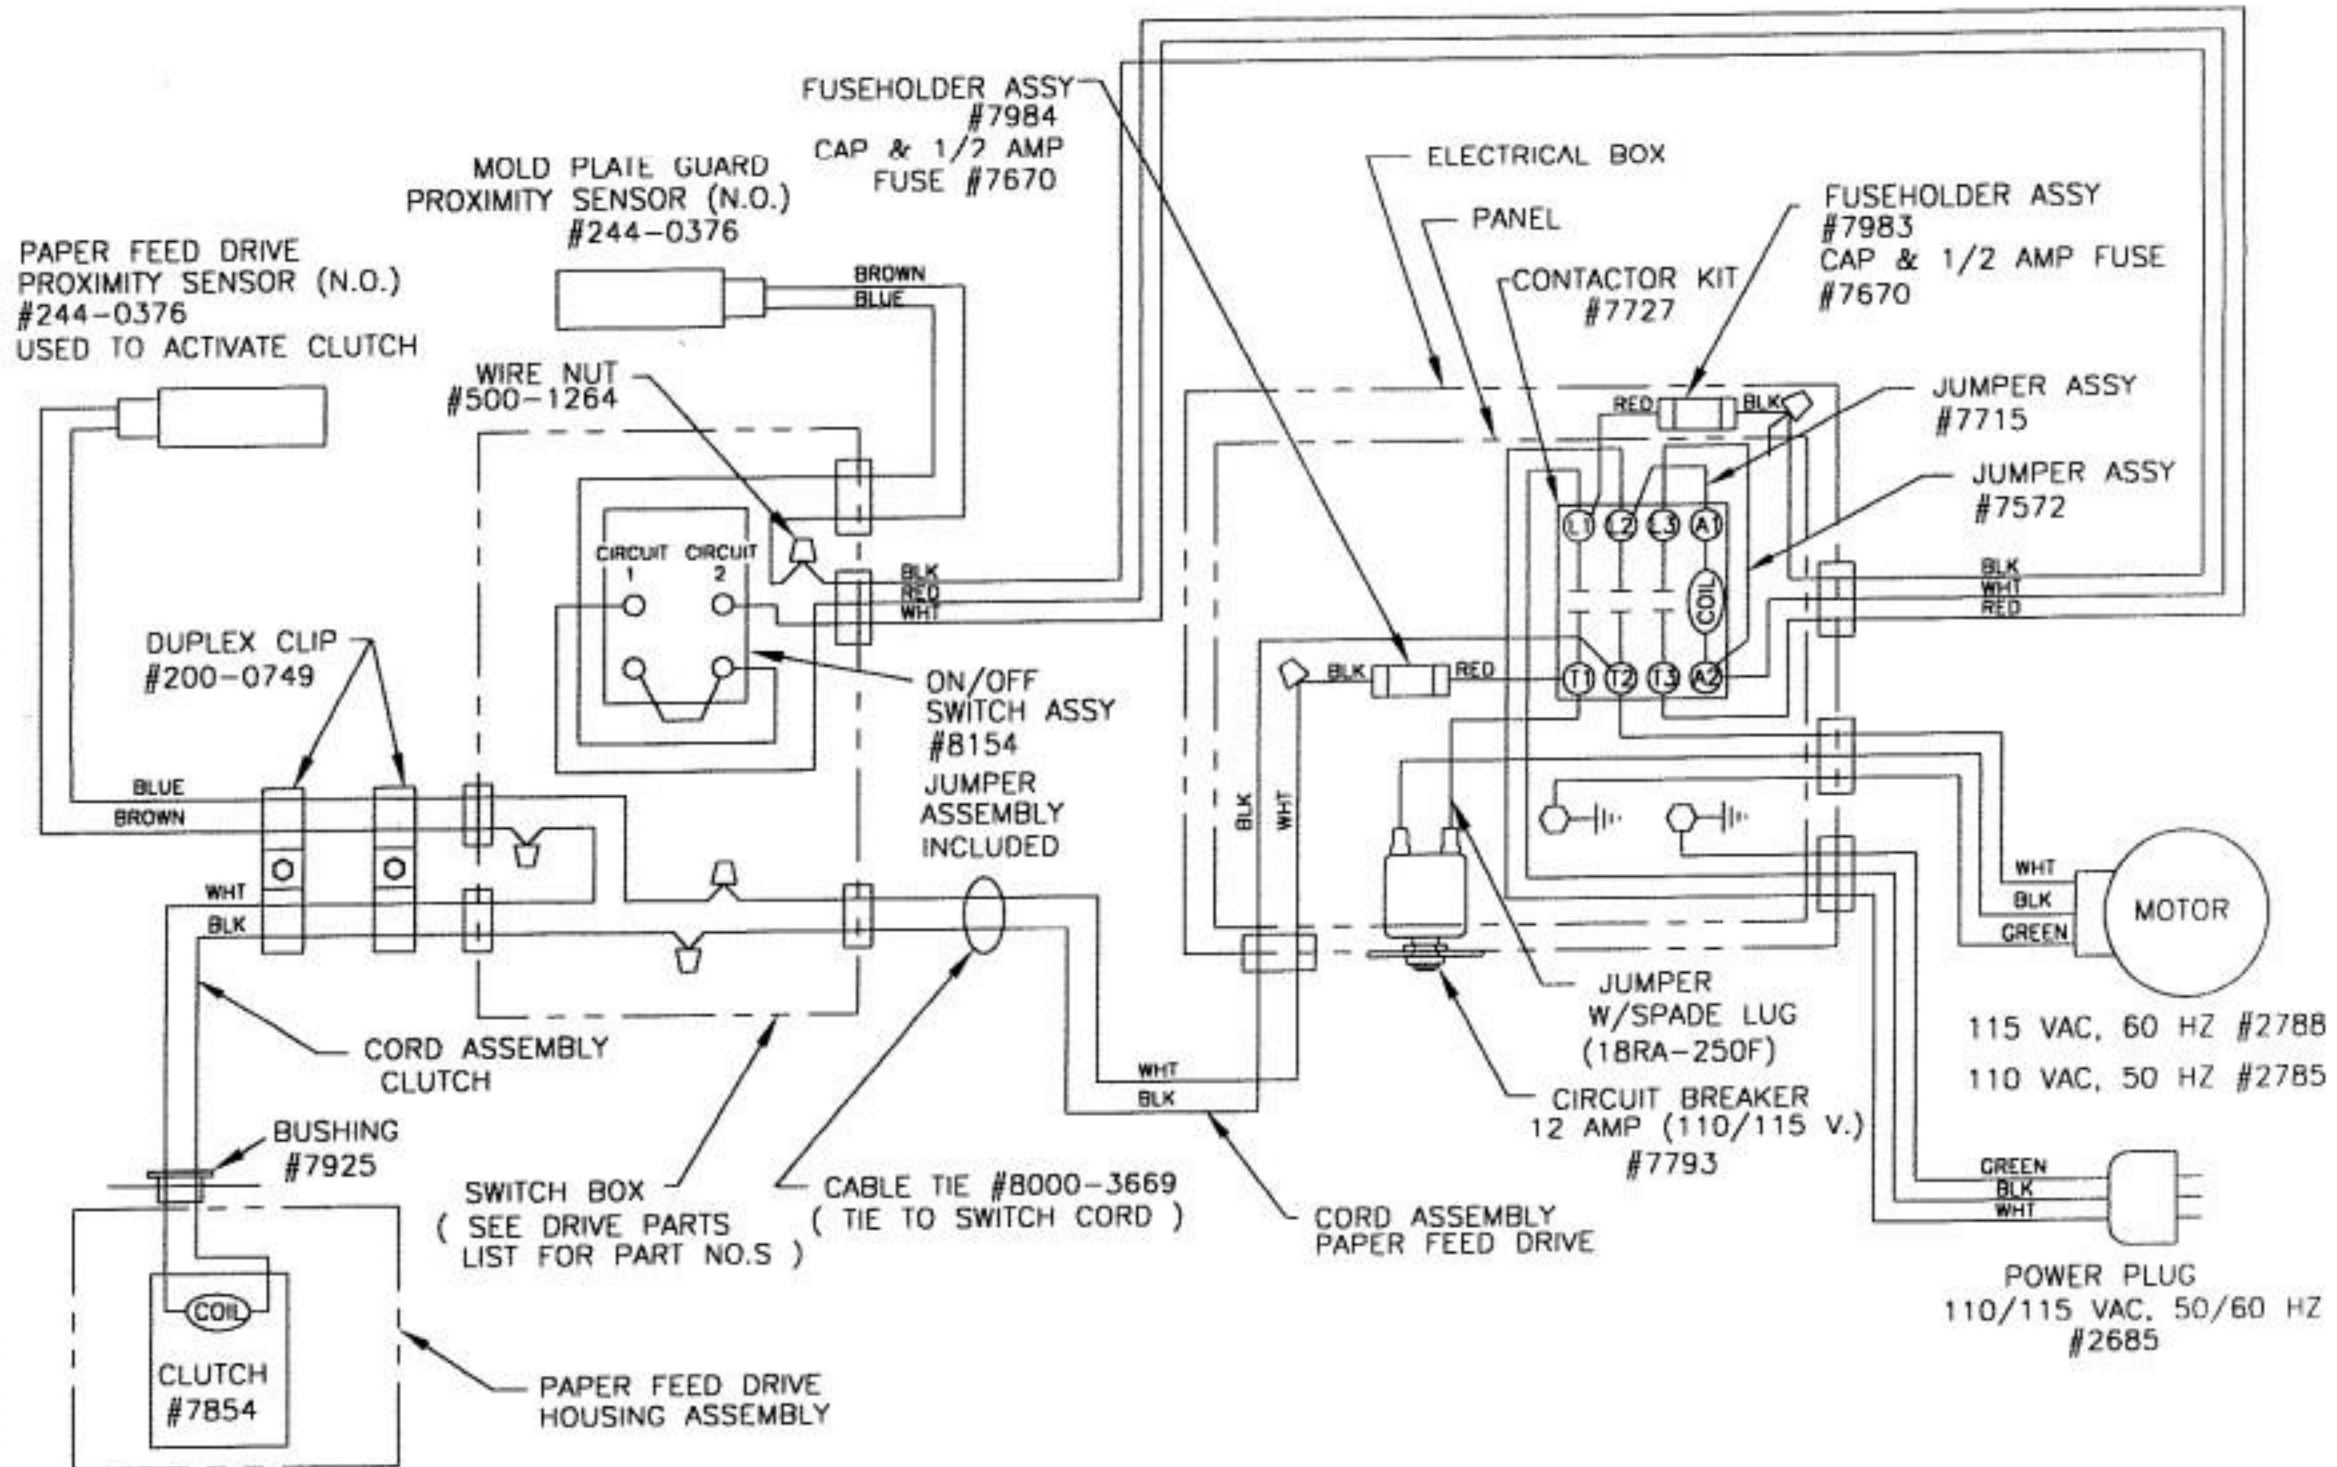 FUSEHOLDER ASSY
#7984
CAP & 1/2 AMP
FUSE #7670
MOLD PLATE GUARD
PROXIMITY SENSOR (N.O.)
#244-0376
PAPER FEED DRIVE
PROXIMITY SENSOR (N.O.)
#244-0376
USED TO ACTIVATE CLUTCH
BROWN
BLUE
WIRE NUT
#500-1264
ELECTRICAL BOX
PANEL
CONTACTOR KIT
#7727
FUSEHOLDER ASSY
#7983
CAP & 1/2 AMP FUSE
#7670
RED
BLK
JUMPER ASSY
#7715
JUMPER ASSY
#7572
L1
L2
L3
A1
COIL
T1
T2
T3
A2
CIRCUIT
1
CIRCUIT
2
BLK
RED
WHT
BLK
WHT
RED
BLK
RED
DUPLEX CLIP
#200-0749
ON/OFF
SWITCH ASSY
#8154
JUMPER
ASSEMBLY
INCLUDED
BLUE
BROWN
WHT
BLK
BLK
WHT
WHT
BLK
GREEN
MOTOR
115 VAC, 60 HZ #2788
110 VAC, 50 HZ #2785
JUMPER
W/SPADE LUG
(18RA-250F)
CIRCUIT BREAKER
12 AMP (110/115 V.)
#7793
WHT
BLK
CORD ASSEMBLY
CLUTCH
BUSHING
#7925
SWITCH BOX
( SEE DRIVE PARTS
LIST FOR PART NO.S )
CABLE TIE #8000-3669
( TIE TO SWITCH CORD )
CORD ASSEMBLY
PAPER FEED DRIVE
GREEN
BLK
WHT
POWER PLUG
110/115 VAC, 50/60 HZ
#2685
COIL
CLUTCH
#7854
PAPER FEED DRIVE
HOUSING ASSEMBLY